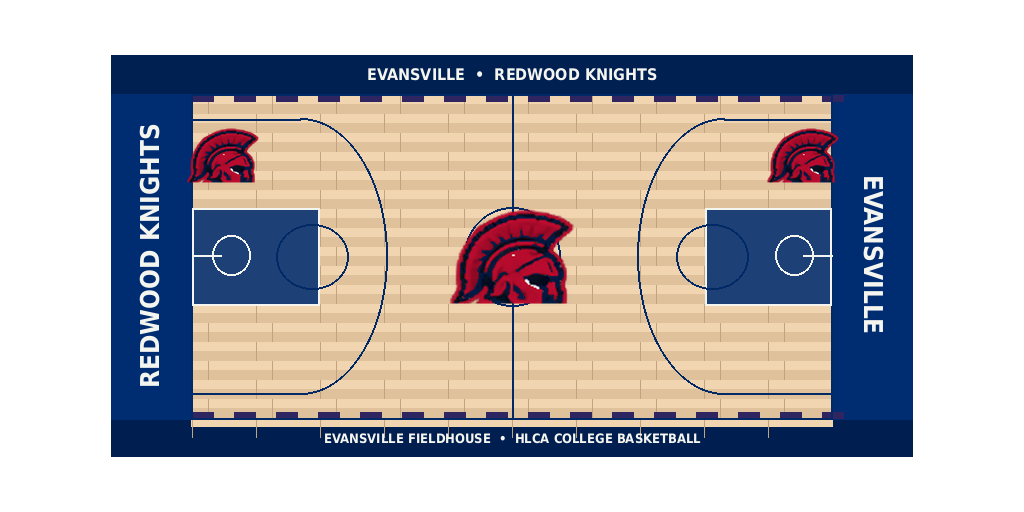 EVANSVILLE • REDWOOD KNIGHTS
REDWOOD KNIGHTS
EVANSVILLE
EVANSVILLE FIELDHOUSE • HLCA COLLEGE BASKETBALL